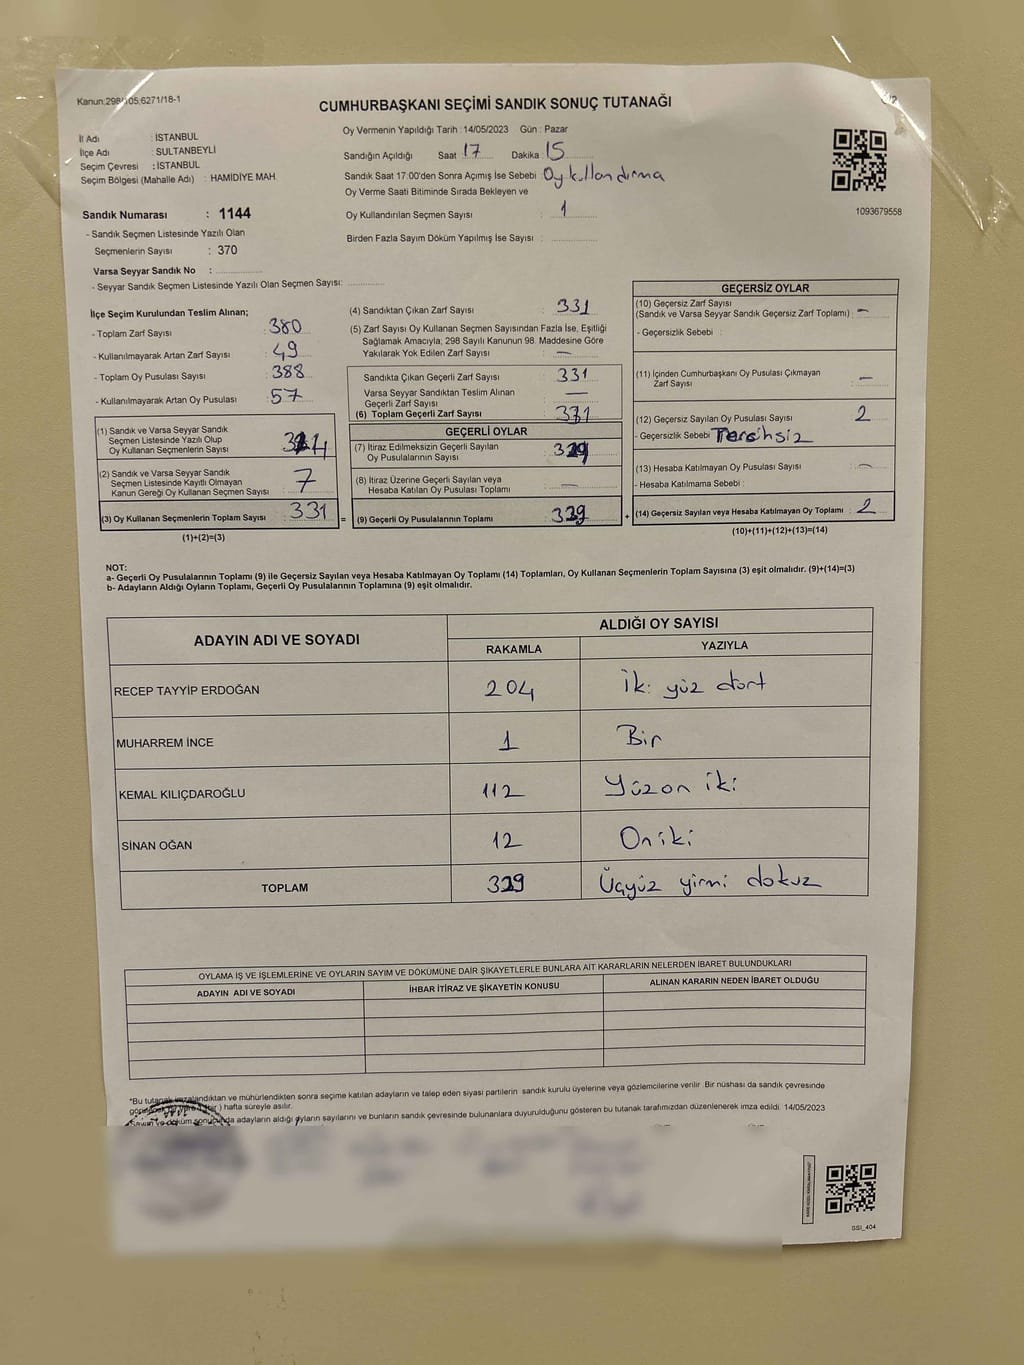 Kanun:298/105;6271/18-1
CUMHURBAŞKANI SEÇİMİ SANDIK SONUÇ TUTANAĞI
İl Adı : İSTANBUL
İlçe Adı : SULTANBEYLİ
Seçim Çevresi : İSTANBUL
Seçim Bölgesi (Mahalle Adı) : HAMİDİYE MAH.
Sandık Numarası : 1144
- Sandık Seçmen Listesinde Yazılı Olan
Seçmenlerin Sayısı : 370
Varsa Seyyar Sandık No :
- Seyyar Sandık Seçmen Listesinde Yazılı Olan Seçmen Sayısı:
Oy Vermenin Yapıldığı Tarih :14/05/2023 Gün : Pazar
Sandığın Açıldığı Saat 17 Dakika 15
Sandık Saat 17:00'den Sonra Açımış İse Sebebi Oy kullandırma
Oy Verme Saati Bitiminde Sırada Bekleyen ve
Oy Kullandırılan Seçmen Sayısı : 1
Birden Fazla Sayım Döküm Yapılmış İse Sayısı :
1093679558
İlçe Seçim Kurulundan Teslim Alınan;
- Toplam Zarf Sayısı : 380
- Kullanılmayarak Artan Zarf Sayısı : 49
- Toplam Oy Pusulası Sayısı : 388
- Kullanılmayarak Artan Oy Pusulası : 57
(1) Sandık ve Varsa Seyyar Sandık
Seçmen Listesinde Yazılı Olup
Oy Kullanan Seçmenlerin Sayısı : 324
(2) Sandık ve Varsa Seyyar Sandık
Seçmen Listesinde Kayıtlı Olmayan
Kanun Gereği Oy Kullanan Seçmen Sayısı : 7
(3) Oy Kullanan Seçmenlerin Toplam Sayısı : 331
(1)+(2)=(3)
(4) Sandıktan Çıkan Zarf Sayısı : 331
(5) Zarf Sayısı Oy Kullanan Seçmen Sayısından Fazla İse, Eşitliği
Sağlamak Amacıyla; 298 Sayılı Kanunun 98. Maddesine Göre
Yakılarak Yok Edilen Zarf Sayısı : —
Sandıkta Çıkan Geçerli Zarf Sayısı : 331
Varsa Seyyar Sandıktan Teslim Alınan
Geçerli Zarf Sayısı : —
(6) Toplam Geçerli Zarf Sayısı : 331
GEÇERLİ OYLAR
(7) İtiraz Edilmeksizin Geçerli Sayılan
Oy Pusulalarının Sayısı : 329
(8) İtiraz Üzerine Geçerli Sayılan veya
Hesaba Katılan Oy Pusulası Toplamı : —
= (9) Geçerli Oy Pusulalarının Toplamı : 329
GEÇERSİZ OYLAR
(10) Geçersiz Zarf Sayısı
(Sandık ve Varsa Seyyar Sandık Geçersiz Zarf Toplamı) : —
- Geçersizlik Sebebi :
(11) İçinden Cumhurbaşkanı Oy Pusulası Çıkmayan
Zarf Sayısı : —
(12) Geçersiz Sayılan Oy Pusulası Sayısı : 2
- Geçersizlik Sebebi : Tercihsiz
(13) Hesaba Katılmayan Oy Pusulası Sayısı : —
- Hesaba Katılmama Sebebi :
+ (14) Geçersiz Sayılan veya Hesaba Katılmayan Oy Toplamı : 2
(10)+(11)+(12)+(13)=(14)
NOT:
a- Geçerli Oy Pusulalarının Toplamı (9) ile Geçersiz Sayılan veya Hesaba Katılmayan Oy Toplamı (14) Toplamları, Oy Kullanan Seçmenlerin Toplam Sayısına (3) eşit olmalıdır. (9)+(14)=(3)
b- Adayların Aldığı Oyların Toplamı, Geçerli Oy Pusulalarının Toplamına (9) eşit olmalıdır.
ADAYIN ADI VE SOYADI ALDIĞI OY SAYISI
RAKAMLA YAZIYLA
RECEP TAYYİP ERDOĞAN 204 İki yüz dört
MUHARREM İNCE 1 Bir
KEMAL KILIÇDAROĞLU 112 Yüzon iki
SİNAN OĞAN 12 Oniki
TOPLAM 329 Üçyüz yirmi dokuz
OYLAMA İŞ VE İŞLEMLERİNE VE OYLARIN SAYIM VE DÖKÜMÜNE DAİR ŞİKAYETLERLE BUNLARA AİT KARARLARIN NELERDEN İBARET BULUNDUKLARI
ADAYIN ADI VE SOYADI İHBAR İTİRAZ VE ŞİKAYETİN KONUSU ALINAN KARARIN NEDEN İBARET OLDUĞU
*Bu tutanak imzalandıktan ve mühürlendikten sonra seçime katılan adayların ve talep eden siyasi partilerin sandık kurulu üyelerine veya gözlemcilerine verilir. Bir nüshası da sandık çevresinde
) hafta süreyle asılır.
adayların aldığı oyların sayılarını ve bunların sandık çevresinde bulunanlara duyurulduğunu gösteren bu tutanak tarafımızdan düzenlenerek imza edildi. 14/05/2023
SSI_404